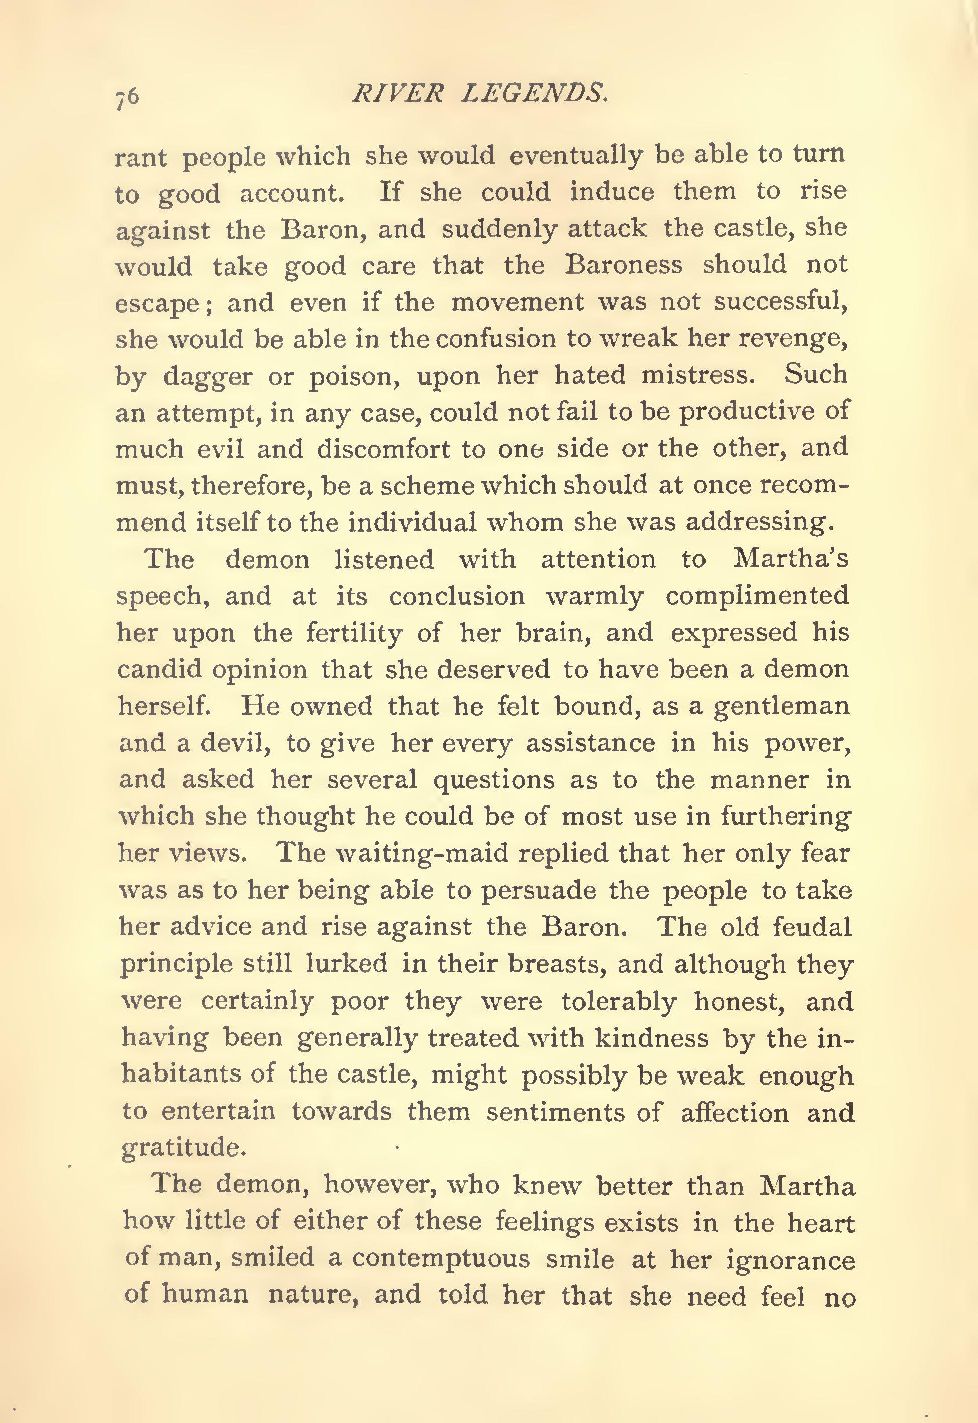 76 RIVER LEGENDS.
rant people which she would eventually be able to turn
to good account. If she could induce them to rise
against the Baron, and suddenly attack the castle, she
would take good care that the Baroness should not
escape; and even if the movement was not successful,
she would be able in the confusion to wreak her revenge,
by dagger or poison, upon her hated mistress. Such
an attempt, in any case, could not fail to be productive of
much evil and discomfort to one side or the other, and
must, therefore, be a scheme which should at once recom-
mend itself to the individual whom she was addressing.
The demon listened with attention to Martha's
speech, and at its conclusion warmly complimented
her upon the fertility of her brain, and expressed his
candid opinion that she deserved to have been a demon
herself. He owned that he felt bound, as a gentleman
and a devil, to give her every assistance in his power,
and asked her several questions as to the manner in
which she thought he could be of most use in furthering
her views. The waiting-maid replied that her only fear
was as to her being able to persuade the people to take
her advice and rise against the Baron. The old feudal
principle still lurked in their breasts, and although they
were certainly poor they were tolerably honest, and
having been generally treated with kindness by the in-
habitants of the castle, might possibly be weak enough
to entertain towards them sentiments of affection and
gratitude.
The demon, however, who knew better than Martha
how little of either of these feelings exists in the heart
of man, smiled a contemptuous smile at her ignorance
of human nature, and told her that she need feel no